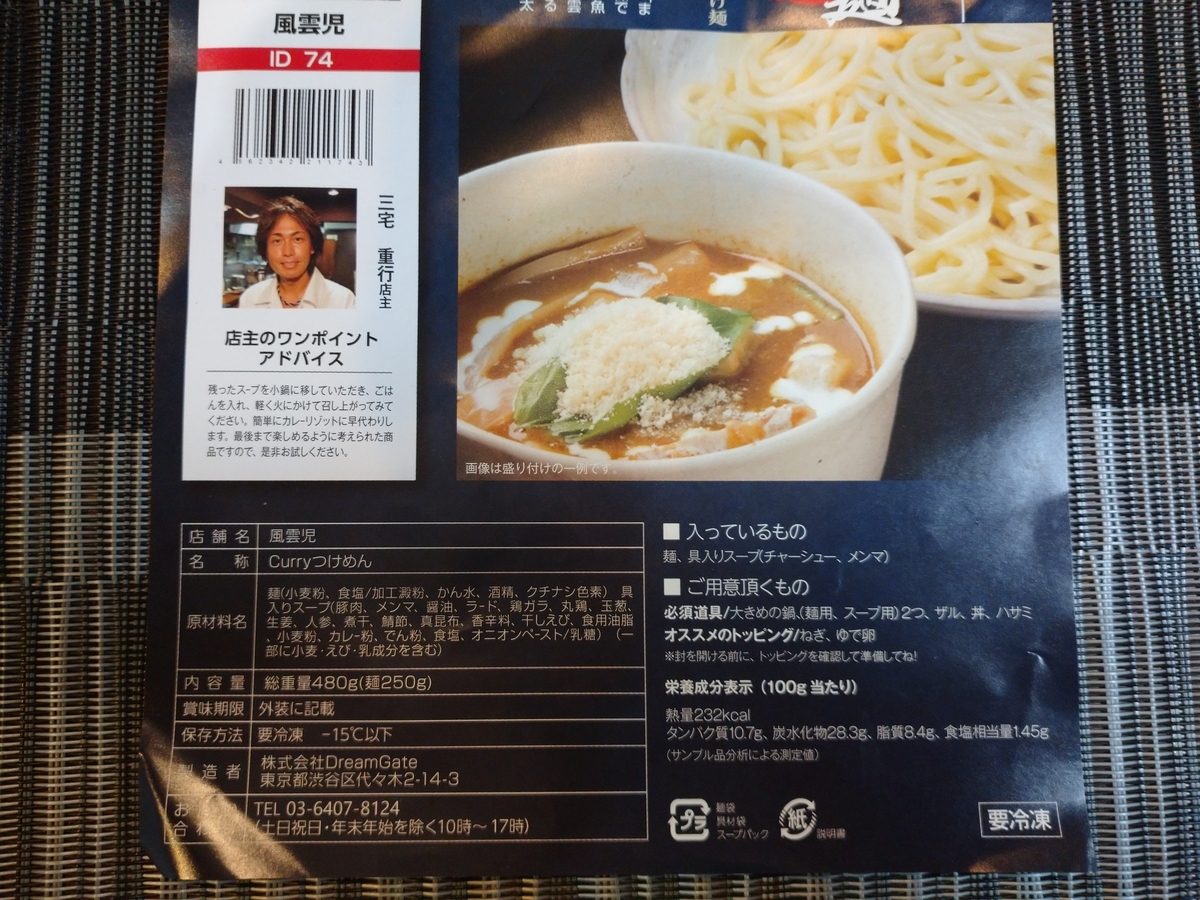 太る雲魚でま
け麺
麺
風雲児
ID 74
4 562342 211743
三宅 重行店主
店主のワンポイント
アドバイス
残ったスープを小鍋に移していただき、ごは
んを入れ、軽く火にかけて召し上がってみて
ください。簡単にカレーリゾットに早代わりし
ます。最後まで楽しめるように考えられた商
品ですので、是非お試しください。
画像は盛り付けの一例です。
店舗名 風雲児
名称 Curryつけめん
原材料名
麺(小麦粉、食塩/加工澱粉、かん水、酒精、クチナシ色素) 具
入りスープ(豚肉、メンマ、醤油、ラード、鶏ガラ、丸鶏、玉葱、
生姜、人参、煮干、鯖節、真昆布、香辛料、干しえび、食用油脂
、小麦粉、カレー粉、でん粉、食塩、オニオンペースト/乳糖) (一
部に小麦・えび・乳成分を含む)
内容量 総重量480g(麺250g)
賞味期限 外装に記載
保存方法 要冷凍 -15℃以下
製造者 株式会社DreamGate
東京都渋谷区代々木2-14-3
お
合
TEL 03-6407-8124
(土日祝日・年末年始を除く10時〜17時)
■ 入っているもの
麺、具入りスープ(チャーシュー、メンマ)
■ ご用意頂くもの
必須道具/大きめの鍋、(麺用、スープ用)2つ、ザル、丼、ハサミ
オススメのトッピング/ねぎ、ゆで卵
※封を開ける前に、トッピングを確認して準備してね!
栄養成分表示(100g当たり)
熱量232kcal
タンパク質10.7g、炭水化物28.3g、脂質8.4g、食塩相当量1.45g
(サンプル品分析による測定値)
プラ
麺袋
具材袋
スープパック
紙
説明書
要冷凍